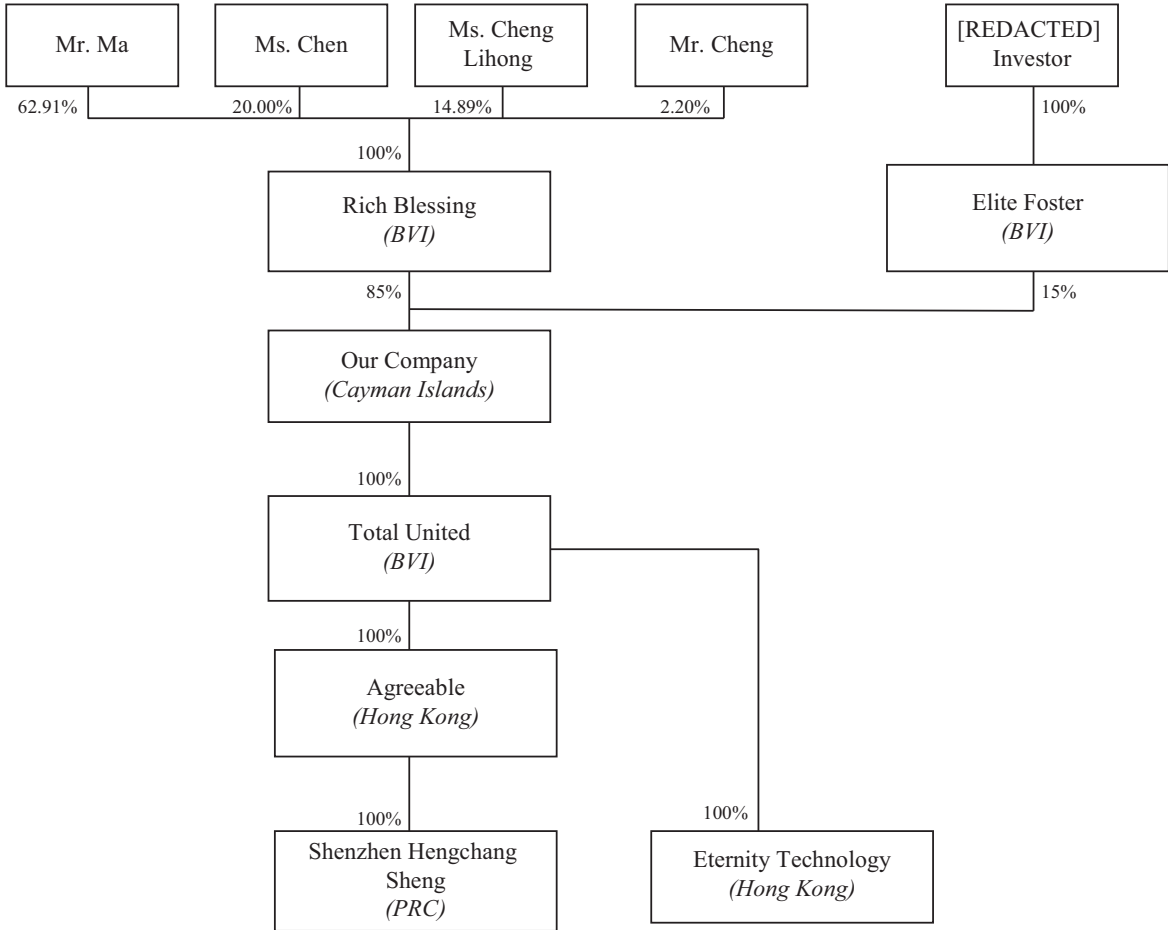 Mr. Ma
Ms. Chen
Ms. Cheng
Lihong
Mr. Cheng
[REDACTED]
Investor
62.91%
20.00%
14.89%
2.20%
100%
100%
Rich Blessing
(BVI)
Elite Foster
(BVI)
85%
15%
Our Company
(Cayman Islands)
100%
Total United
(BVI)
100%
Agreeable
(Hong Kong)
100%
100%
Shenzhen Hengchang
Sheng
(PRC)
Eternity Technology
(Hong Kong)